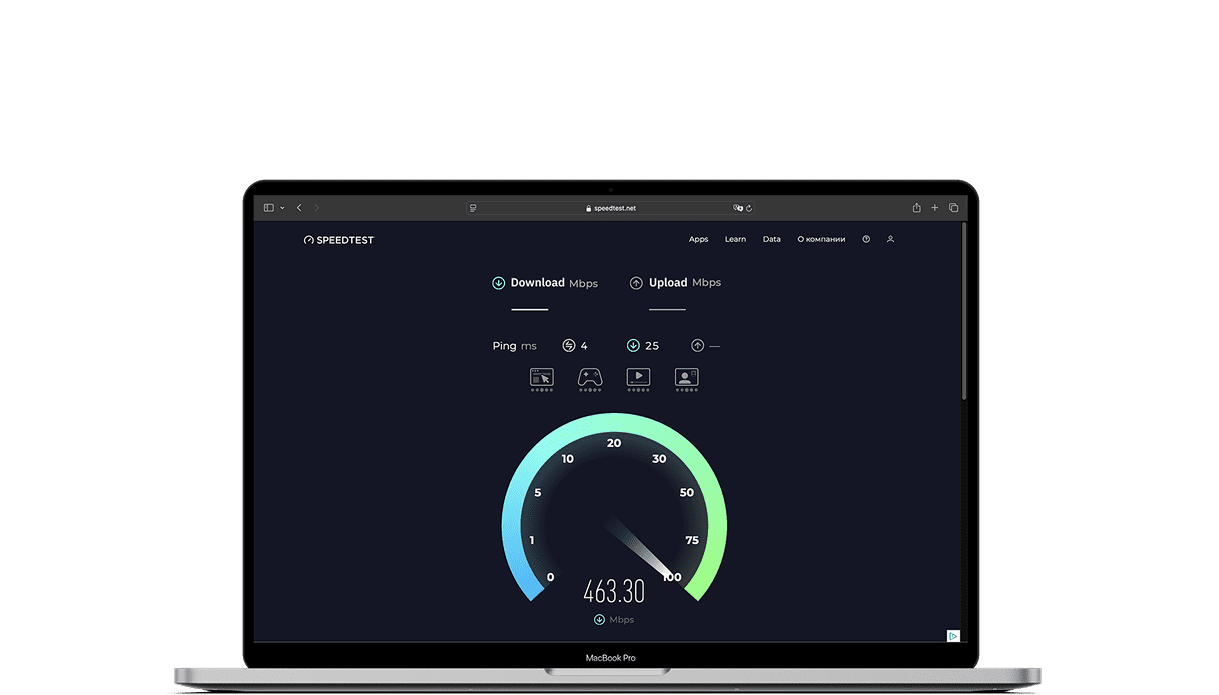 speedtest.net
SPEEDTEST
Apps Learn Data О компании
Download Mbps Upload Mbps
Ping ms 4 25 —
20
10 30
5 50
1 75
0 100
463.30
Mbps
MacBook Pro